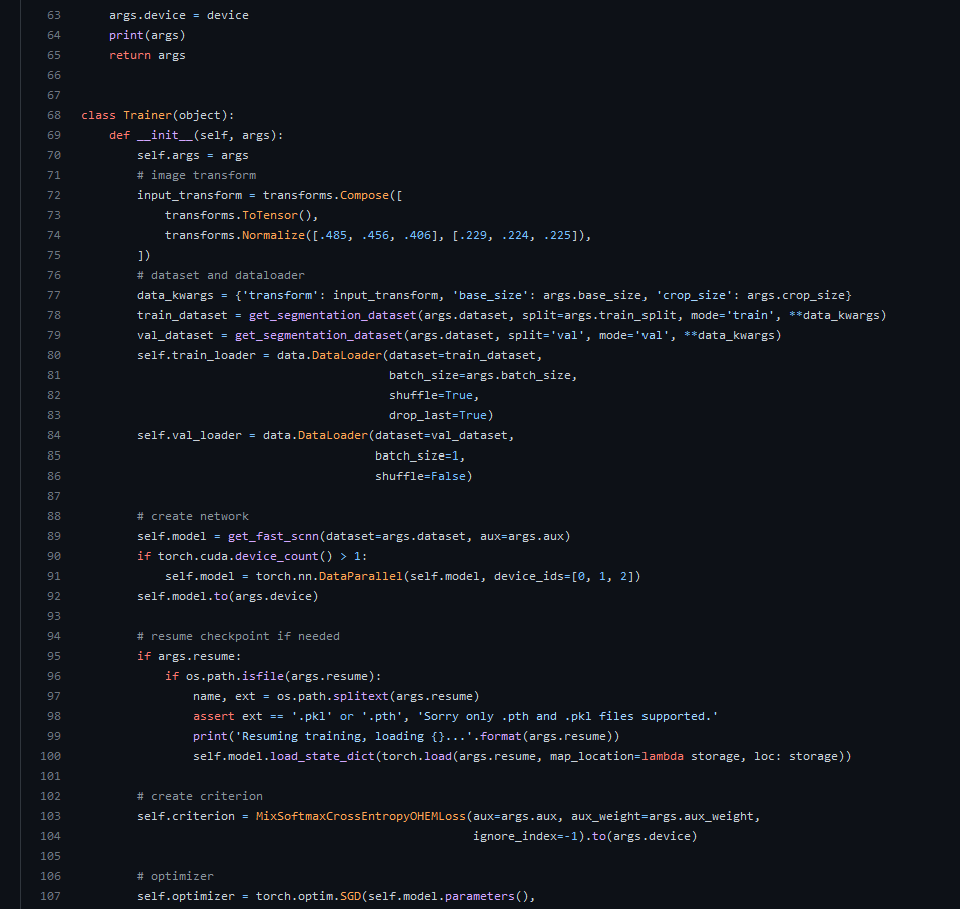 63 args.device = device
64 print(args)
65 return args
66
67
68 class Trainer(object):
69 def __init__(self, args):
70 self.args = args
71 # image transform
72 input_transform = transforms.Compose([
73 transforms.ToTensor(),
74 transforms.Normalize([.485, .456, .406], [.229, .224, .225]),
75 ])
76 # dataset and dataloader
77 data_kwargs = {'transform': input_transform, 'base_size': args.base_size, 'crop_size': args.crop_size}
78 train_dataset = get_segmentation_dataset(args.dataset, split=args.train_split, mode='train', **data_kwargs)
79 val_dataset = get_segmentation_dataset(args.dataset, split='val', mode='val', **data_kwargs)
80 self.train_loader = data.DataLoader(dataset=train_dataset,
81 batch_size=args.batch_size,
82 shuffle=True,
83 drop_last=True)
84 self.val_loader = data.DataLoader(dataset=val_dataset,
85 batch_size=1,
86 shuffle=False)
87
88 # create network
89 self.model = get_fast_scnn(dataset=args.dataset, aux=args.aux)
90 if torch.cuda.device_count() > 1:
91 self.model = torch.nn.DataParallel(self.model, device_ids=[0, 1, 2])
92 self.model.to(args.device)
93
94 # resume checkpoint if needed
95 if args.resume:
96 if os.path.isfile(args.resume):
97 name, ext = os.path.splitext(args.resume)
98 assert ext == '.pkl' or '.pth', 'Sorry only .pth and .pkl files supported.'
99 print('Resuming training, loading {}...'.format(args.resume))
100 self.model.load_state_dict(torch.load(args.resume, map_location=lambda storage, loc: storage))
101
102 # create criterion
103 self.criterion = MixSoftmaxCrossEntropyOHEMLoss(aux=args.aux, aux_weight=args.aux_weight,
104 ignore_index=-1).to(args.device)
105
106 # optimizer
107 self.optimizer = torch.optim.SGD(self.model.parameters(),